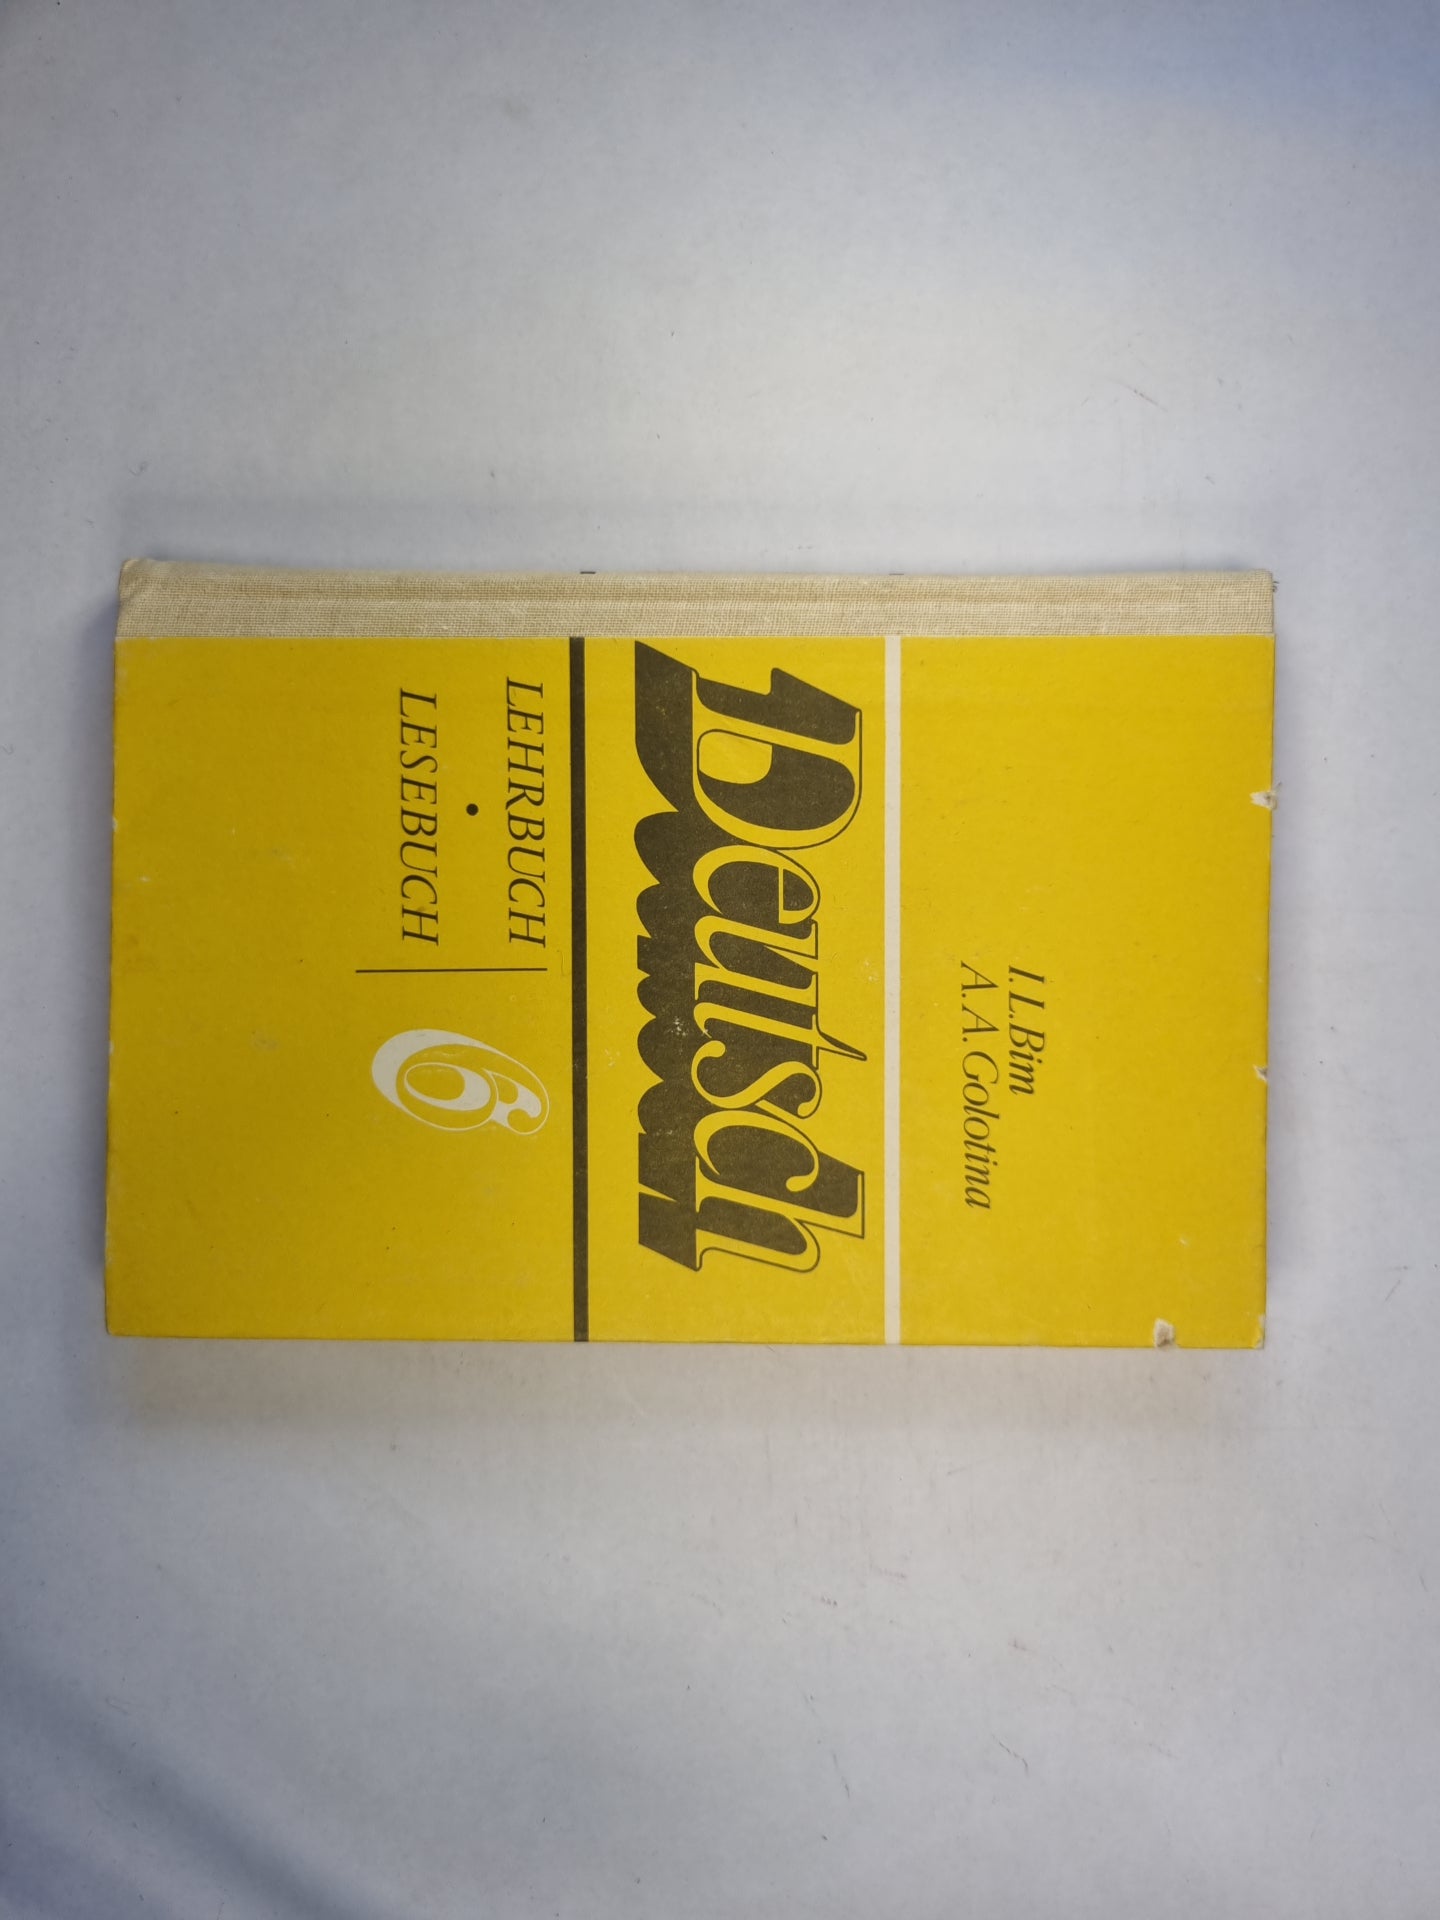 I.L.Bim
A.A.Golotina
Deutsch
LEHRBUCH
•
LESEBUCH
6